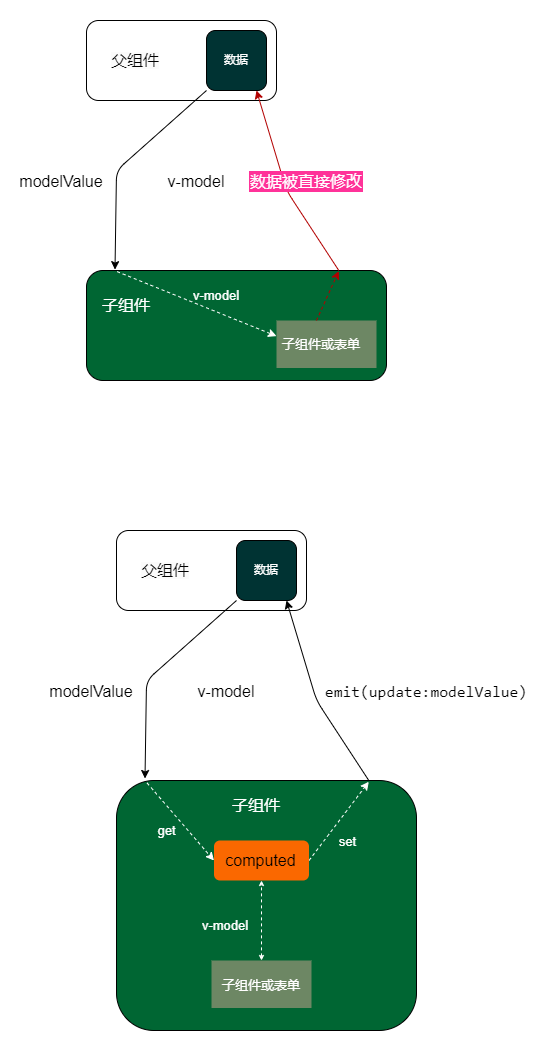 父组件
数据
modelValue
v-model
数据被直接修改
子组件
v-model
子组件或表单
父组件
数据
modelValue
v-model
emit(update:modelValue)
子组件
get
set
computed
v-model
子组件或表单